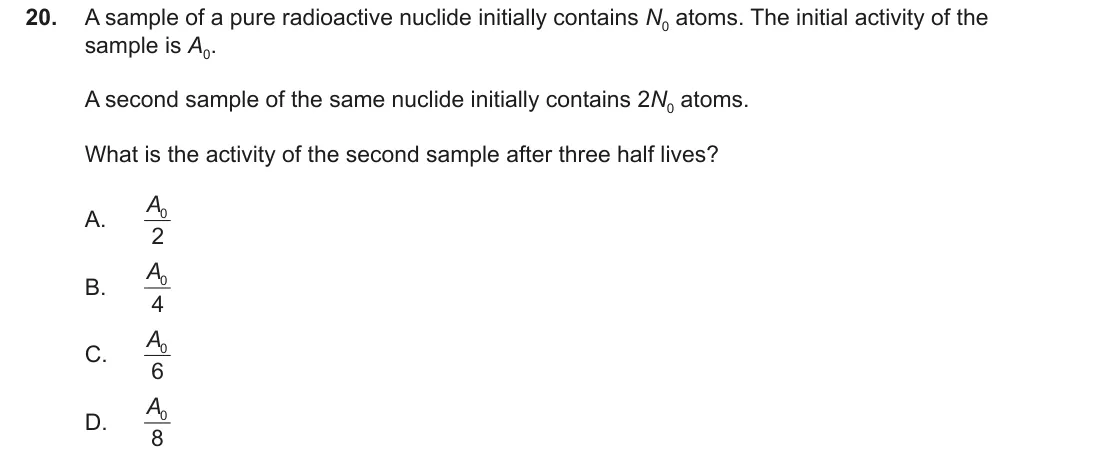 20. A sample of a pure radioactive nuclide initially contains N₀ atoms. The initial activity of the
sample is A₀.
A second sample of the same nuclide initially contains 2N₀ atoms.
What is the activity of the second sample after three half lives?
A. A₀/2
B. A₀/4
C. A₀/6
D. A₀/8